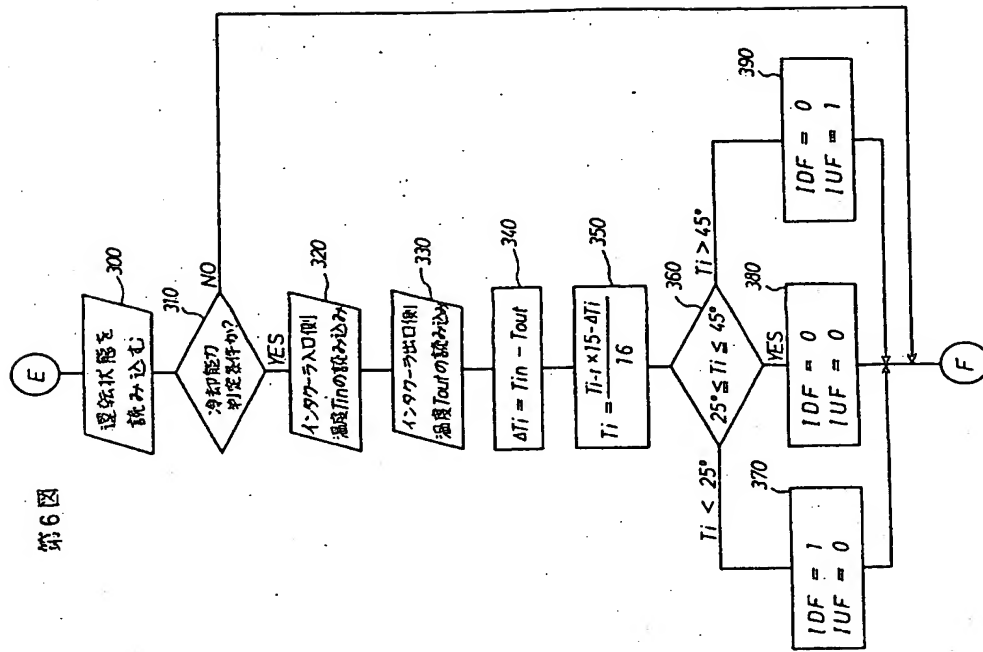 第6図
E
運転状態を
読み込む
300
冷却能力
判定条件か?
310
NO
YES
インタクーラ入口側
温度Tinの読み込み
320
インタクーラ出口側
温度Toutの読み込み
330
ΔTi = Tin - Tout
340
Ti = Ti-1 × 15 - ΔTi
16
350
25° ≦ Ti ≦ 45°
360
Ti < 25°
YES
Ti > 45°
370
IDF = 1
IUF = 0
380
IDF = 0
IUF = 0
390
IDF = 0
IUF = 1
F